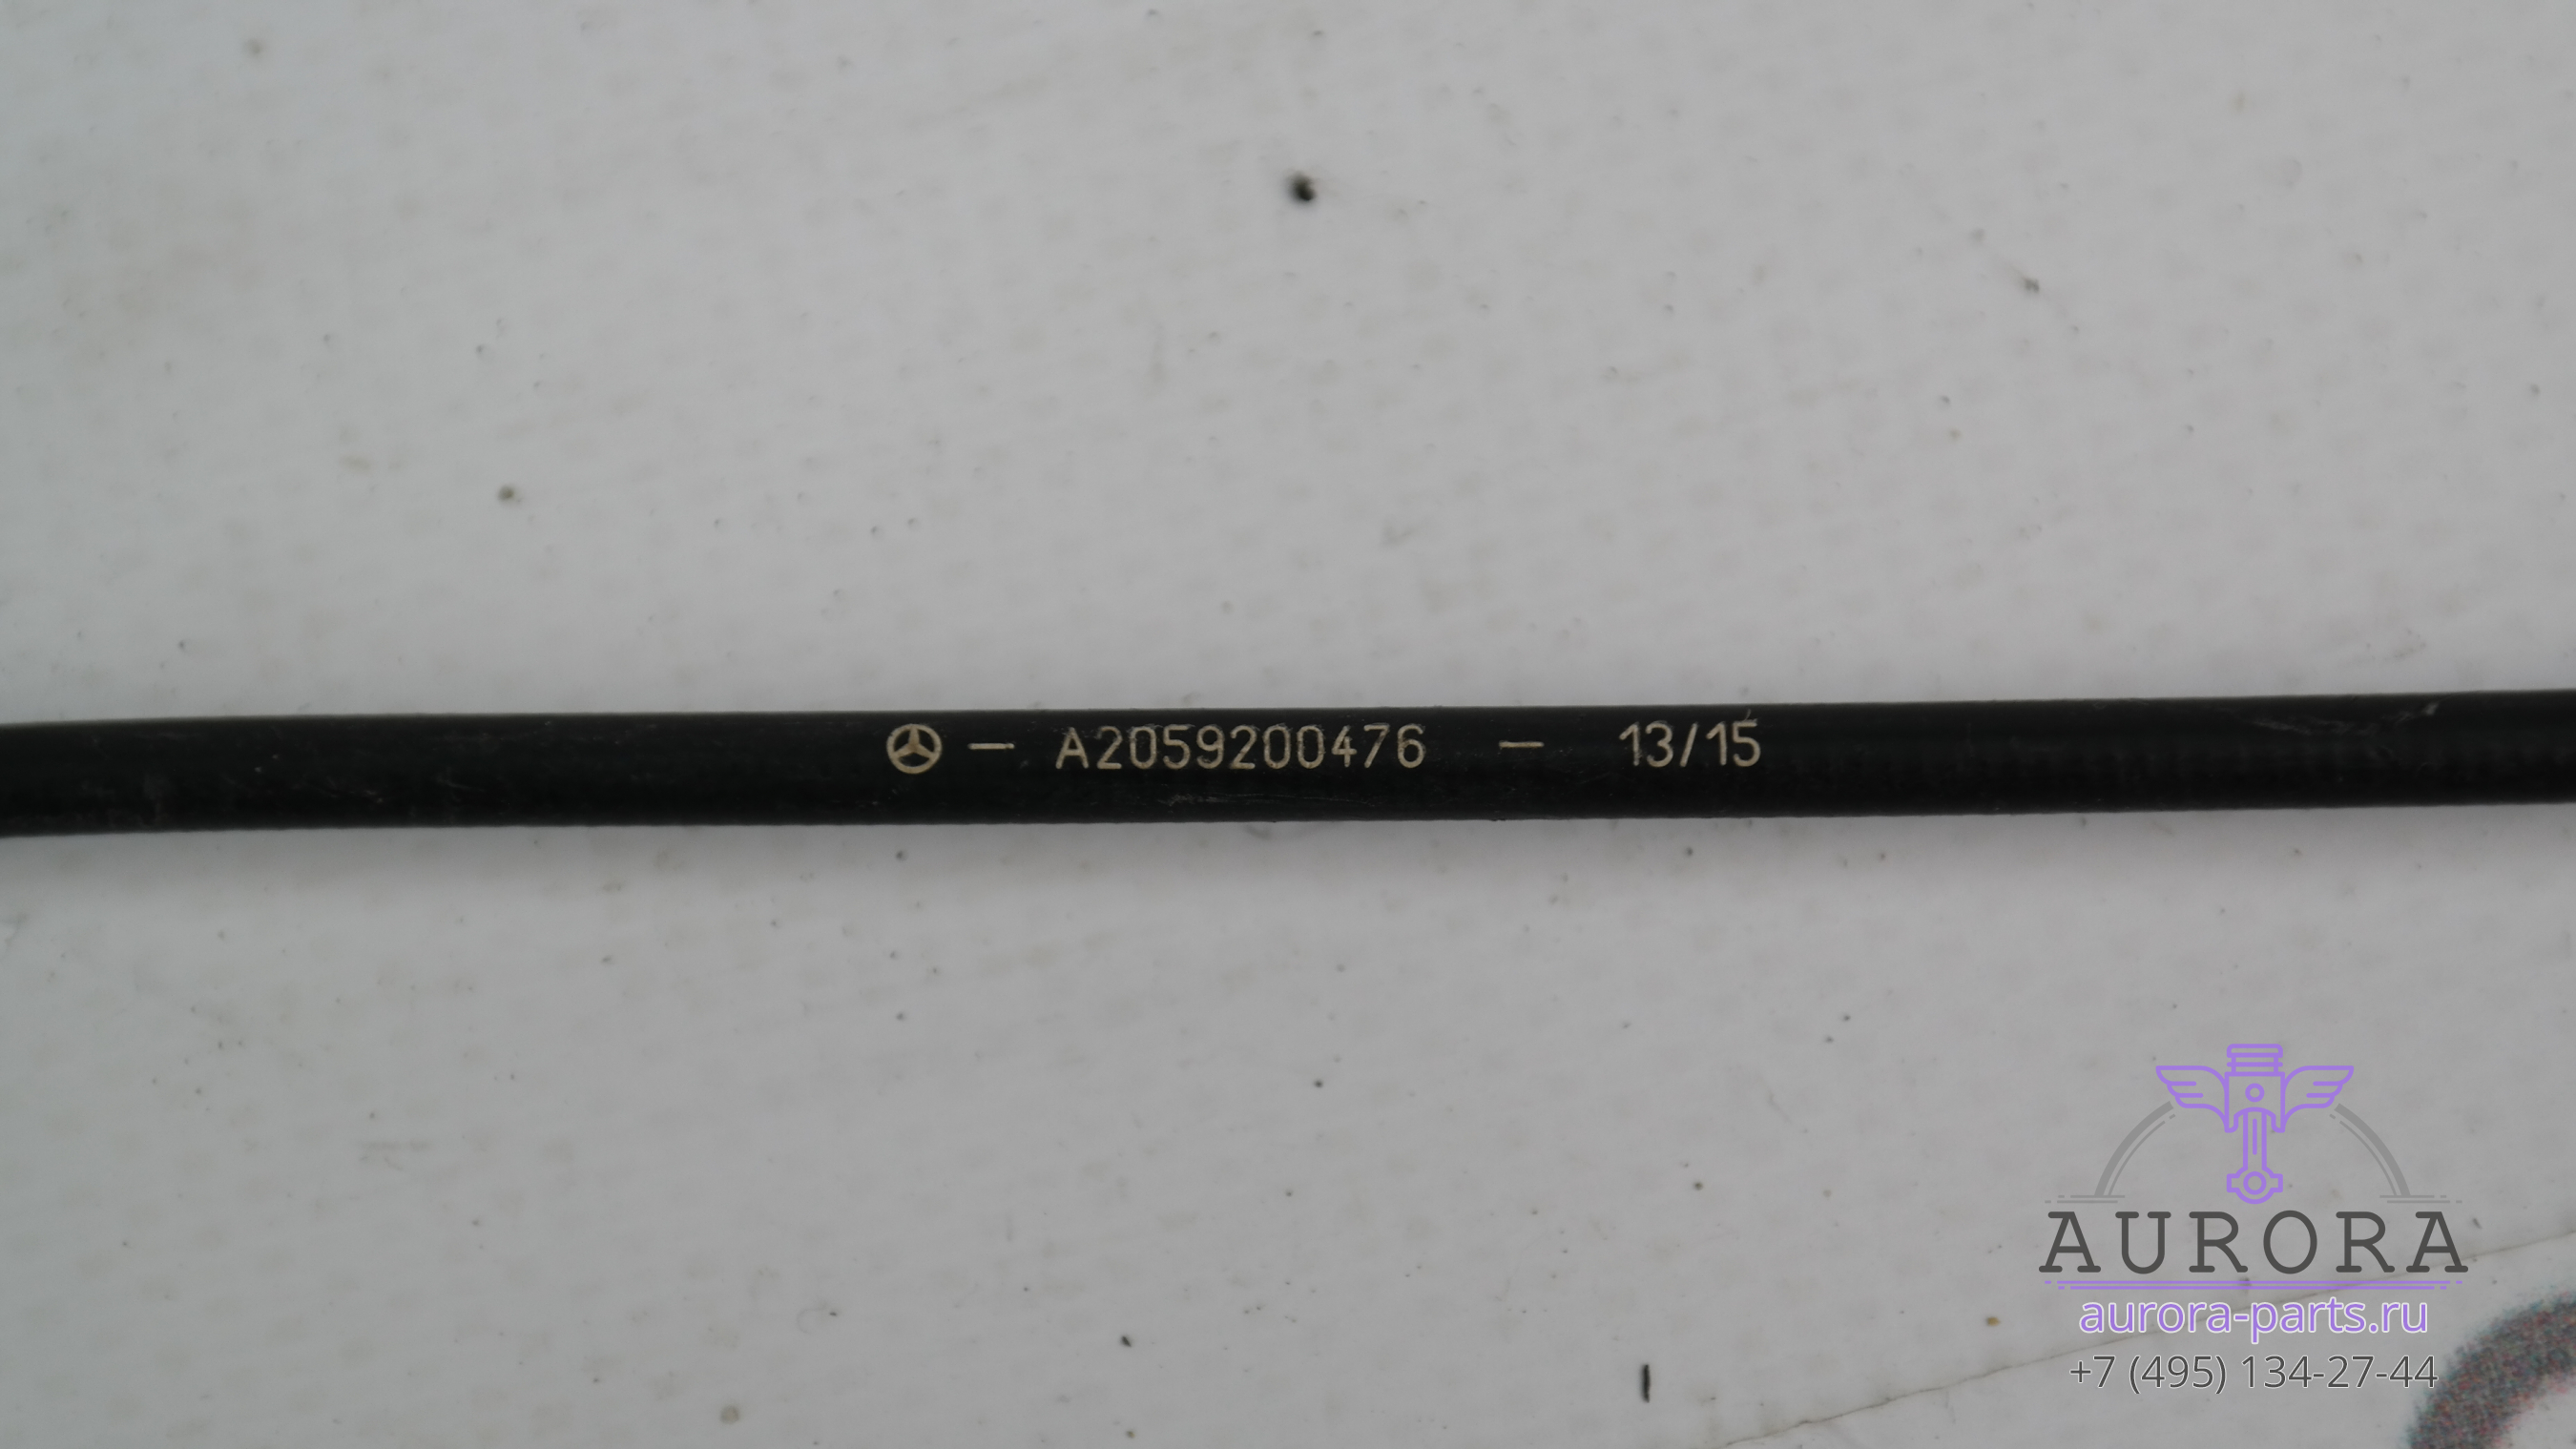 — A2059200476 — 13/15
AURORA
aurora-parts.ru
+7 (495) 134-27-44